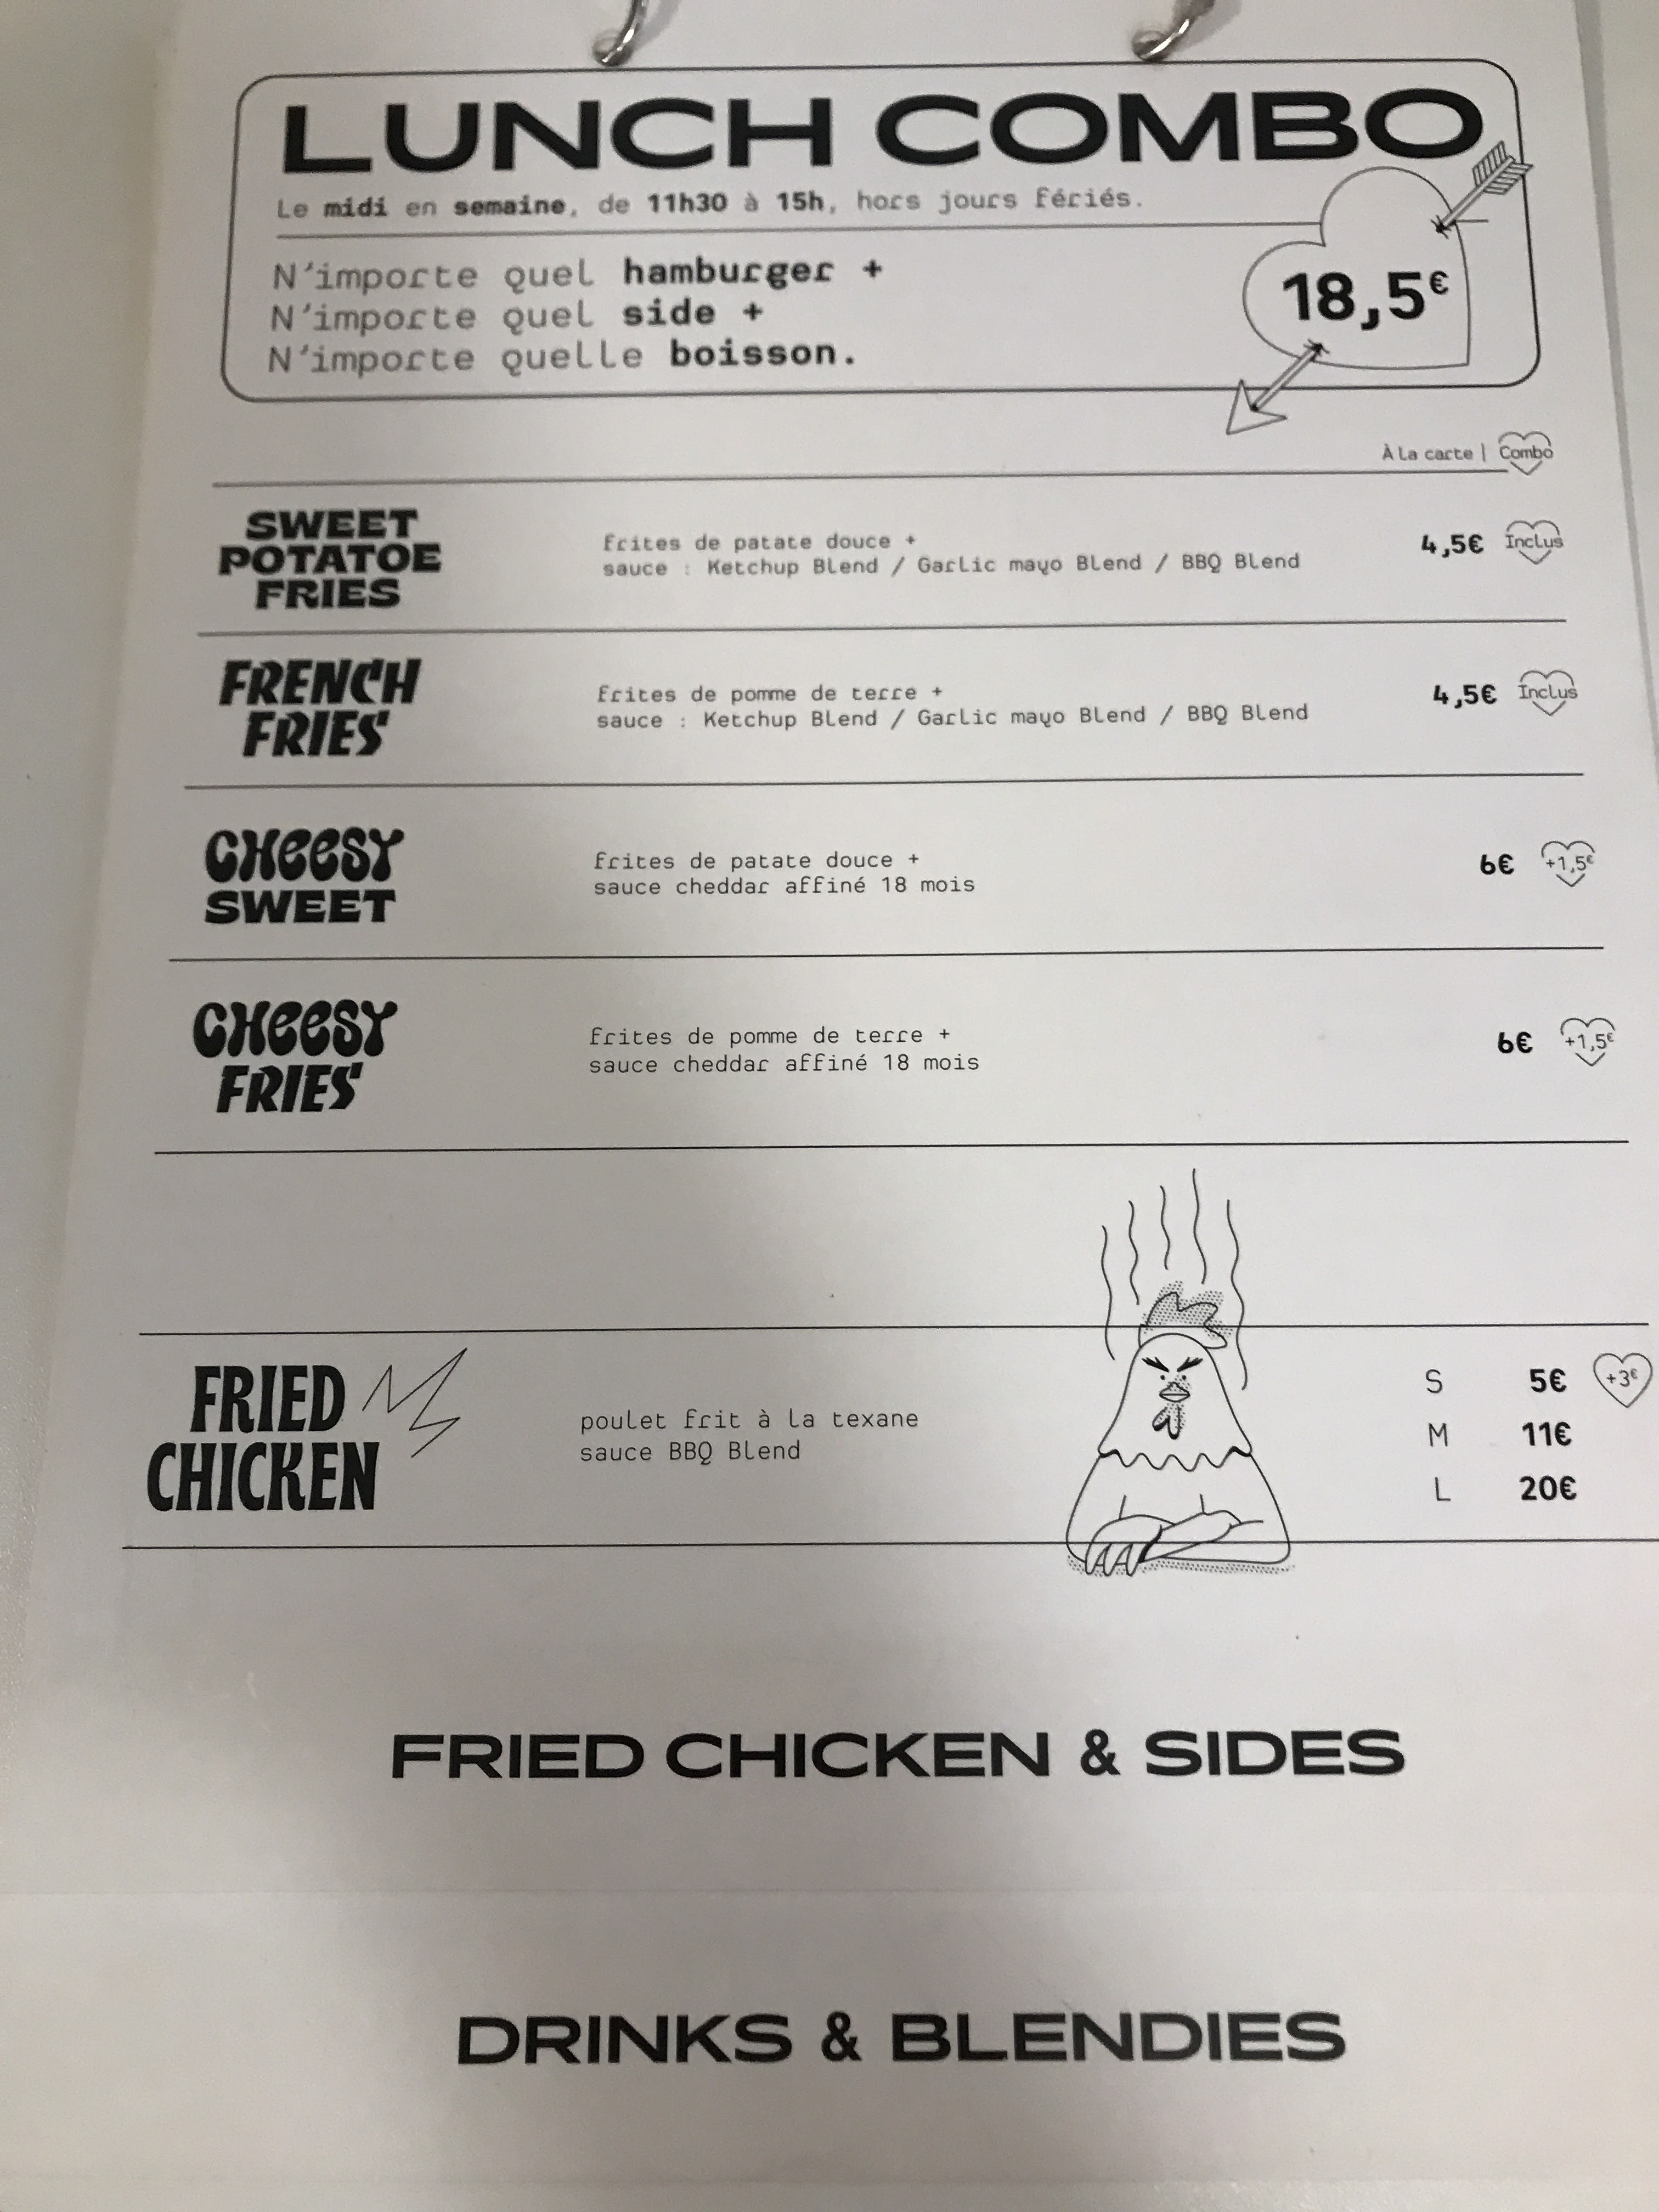 LUNCH COMBO
Le midi en semaine, de 11h30 à 15h, hors jours fériés.
N'importe quel hamburger +
N'importe quel side +
N'importe quelle boisson.
18,5€
À La carte | Combo
SWEET
POTATOE
FRIES
frites de patate douce +
sauce : Ketchup Blend / Garlic mayo Blend / BBQ Blend
4,5€ Inclus
FRENCH
FRIES
frites de pomme de terre +
sauce : Ketchup Blend / Garlic mayo Blend / BBQ Blend
4,5€ Inclus
CHEESY
SWEET
frites de patate douce +
sauce cheddar affiné 18 mois
6€ +1,5€
CHEESY
FRIES
frites de pomme de terre +
sauce cheddar affiné 18 mois
6€ +1,5€
FRIED
CHICKEN
poulet frit à la texane
sauce BBQ Blend
S 5€ +3€
M 11€
L 20€
FRIED CHICKEN & SIDES
DRINKS & BLENDIES